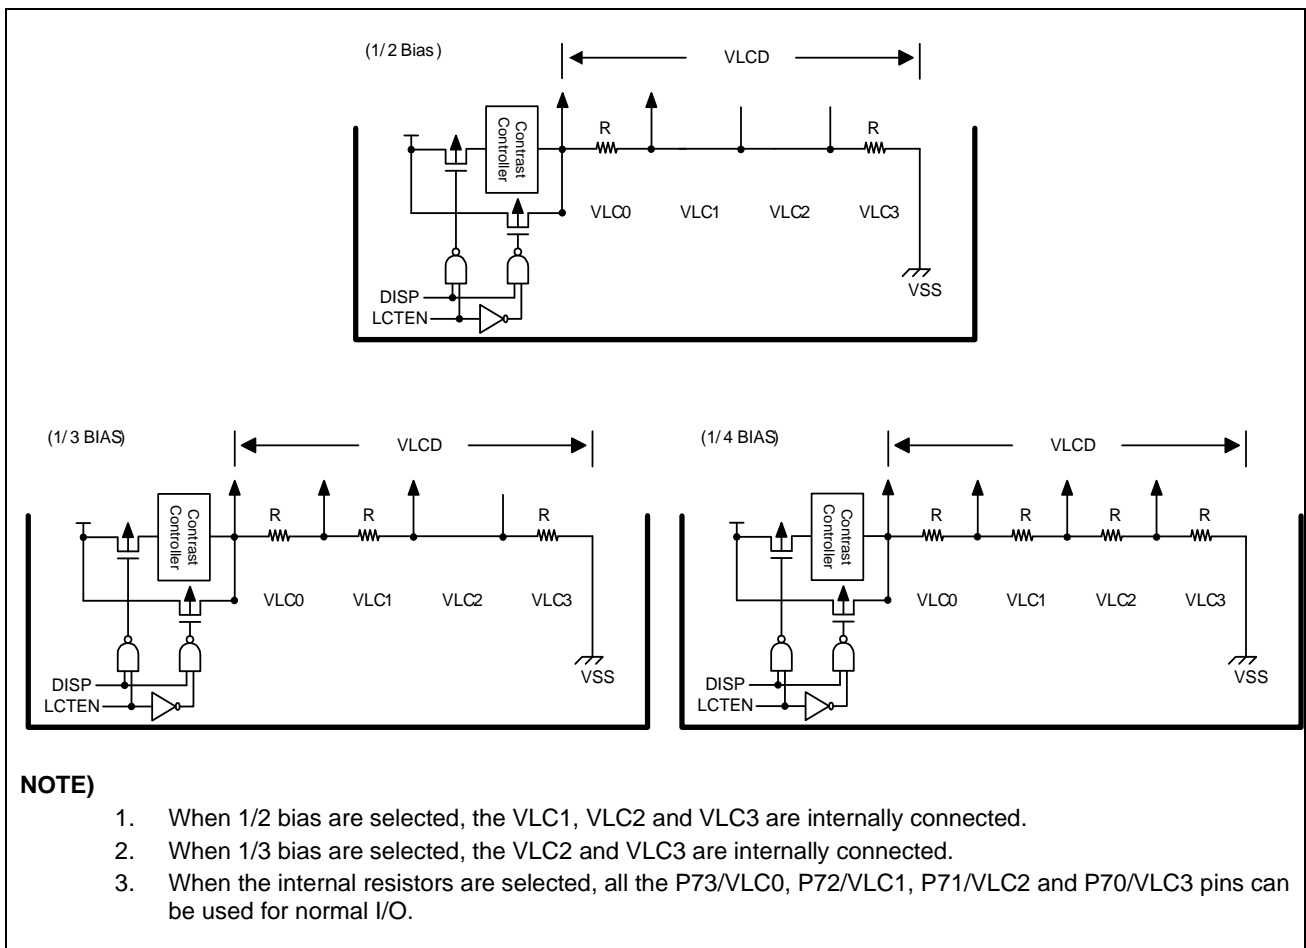 (1/2 Bias)
VLCD
Contrast
Controller
R
R
VLC0
VLC1
VLC2
VLC3
VSS
DISP
LCTEN
(1/3 BIAS)
VLCD
Contrast
Controller
R
R
R
VLC0
VLC1
VLC2
VLC3
VSS
DISP
LCTEN
(1/4 BIAS)
VLCD
Contrast
Controller
R
R
R
R
VLC0
VLC1
VLC2
VLC3
VSS
DISP
LCTEN
NOTE)
1. When 1/2 bias are selected, the VLC1, VLC2 and VLC3 are internally connected.
2. When 1/3 bias are selected, the VLC2 and VLC3 are internally connected.
3. When the internal resistors are selected, all the P73/VLC0, P72/VLC1, P71/VLC2 and P70/VLC3 pins can
be used for normal I/O.